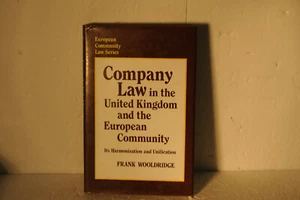 European
Community
Law Series
Company
Law in the
United Kingdom
and the
European
Community
Its Harmonization and Unification
FRANK WOOLDRIDGE